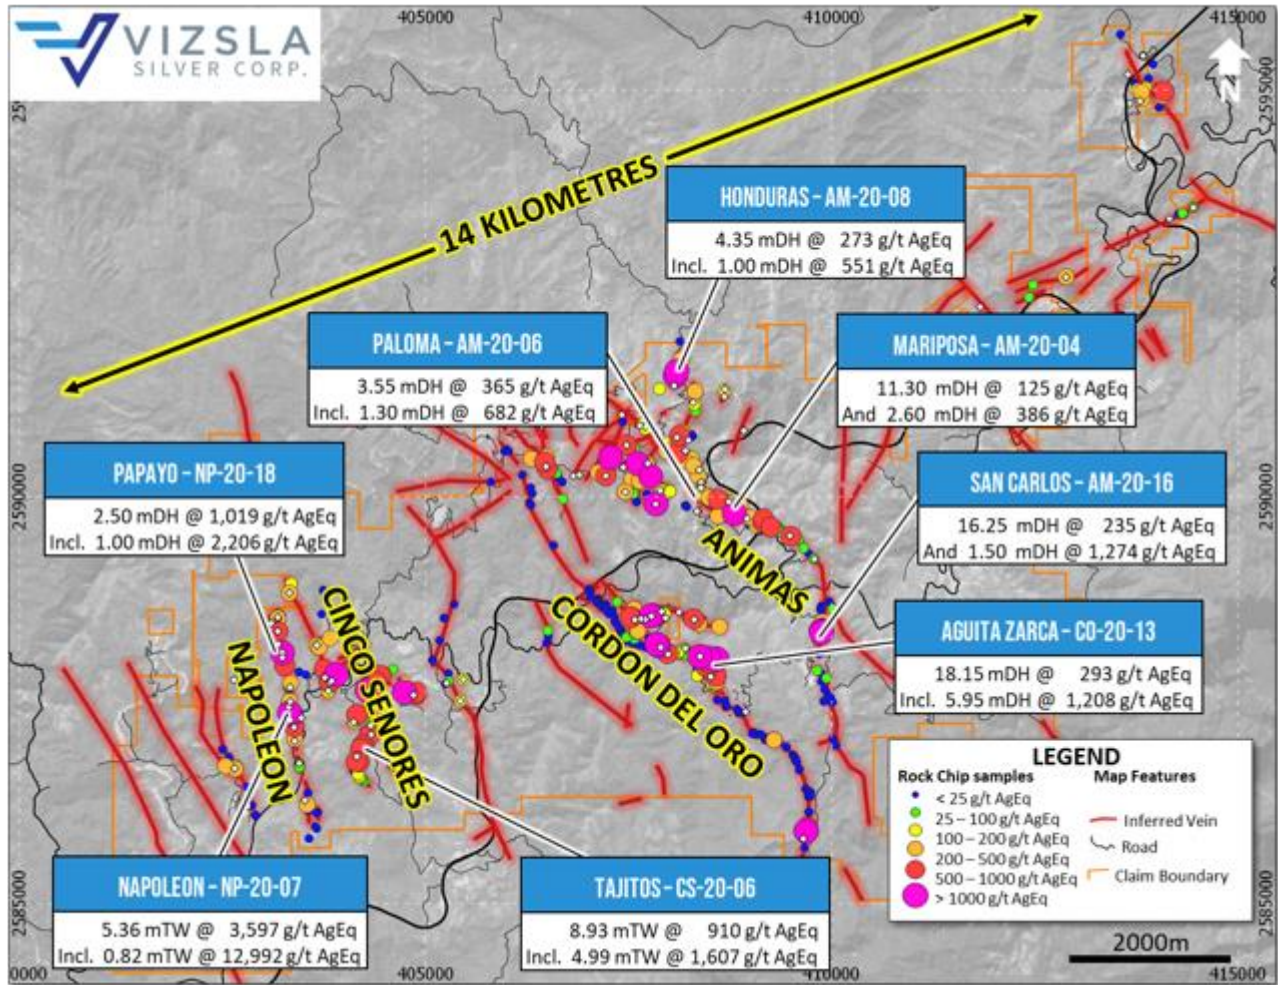 VIZSLA
SILVER CORP.
405000
410000
415000
2595000
N
14 KILOMETRES
HONDURAS – AM-20-08
4.35 mDH @ 273 g/t AgEq
Incl. 1.00 mDH @ 551 g/t AgEq
PALOMA – AM-20-06
3.55 mDH @ 365 g/t AgEq
Incl. 1.30 mDH @ 682 g/t AgEq
MARIPOSA – AM-20-04
11.30 mDH @ 125 g/t AgEq
And 2.60 mDH @ 386 g/t AgEq
PAPAYO – NP-20-18
2.50 mDH @ 1,019 g/t AgEq
Incl. 1.00 mDH @ 2,206 g/t AgEq
SAN CARLOS – AM-20-16
16.25 mDH @ 235 g/t AgEq
And 1.50 mDH @ 1,274 g/t AgEq
2590000
2590000
ANIMAS
CINCO SENORES
CORDON DEL ORO
NAPOLEON
AGUITA ZARCA – CO-20-13
18.15 mDH @ 293 g/t AgEq
Incl. 5.95 mDH @ 1,208 g/t AgEq
LEGEND
Rock Chip samples
< 25 g/t AgEq
25 – 100 g/t AgEq
100 – 200 g/t AgEq
200 – 500 g/t AgEq
500 – 1000 g/t AgEq
> 1000 g/t AgEq
Map Features
Inferred Vein
Road
Claim Boundary
NAPOLEON – NP-20-07
5.36 mTW @ 3,597 g/t AgEq
Incl. 0.82 mTW @ 12,992 g/t AgEq
TAJITOS – CS-20-06
8.93 mTW @ 910 g/t AgEq
Incl. 4.99 mTW @ 1,607 g/t AgEq
2585000
2585000
2000m
0000
405000
410000
415000